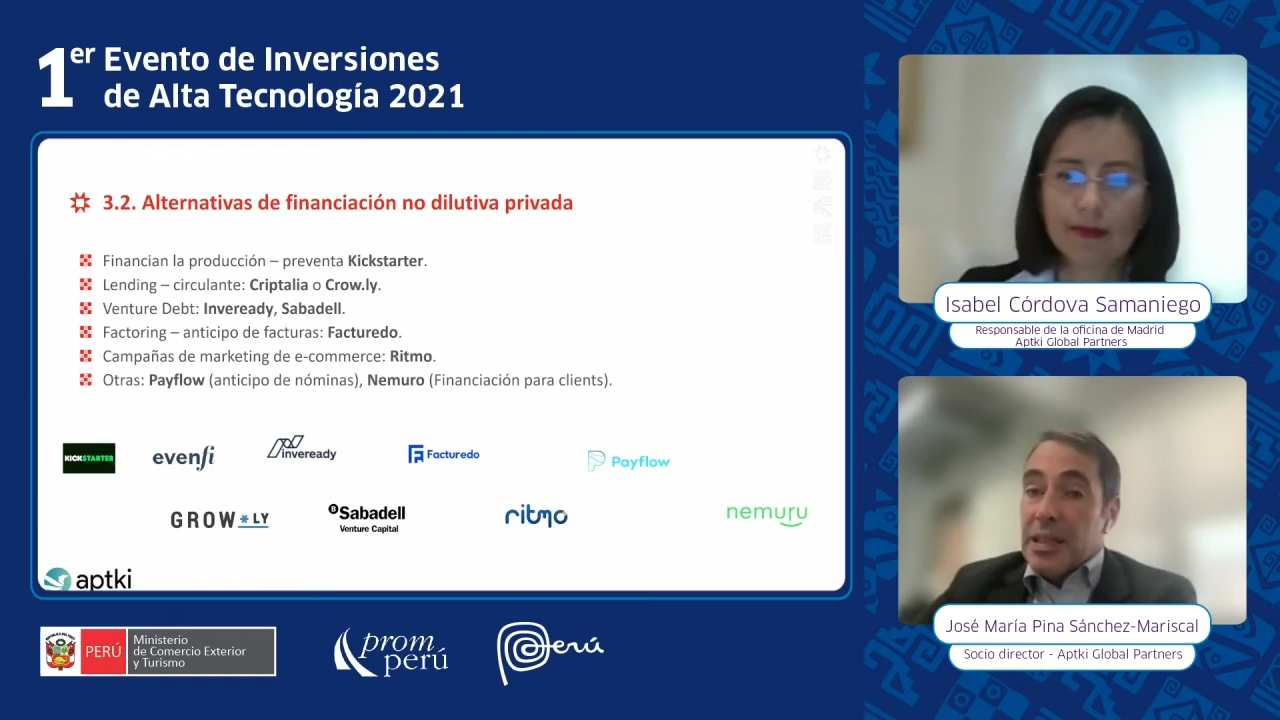 1er Evento de Inversiones
de Alta Tecnología 2021
3.2. Alternativas de financiación no dilutiva privada
Financian la producción – preventa Kickstarter.
Lending – circulante: Criptalia o Crow.ly.
Venture Debt: Inveready, Sabadell.
Factoring – anticipo de facturas: Facturedo.
Campañas de marketing de e-commerce: Ritmo.
Otras: Payflow (anticipo de nóminas), Nemuro (Financiación para clients).
KICKSTARTER
evenfi
inveready
Facturedo
Payflow
GROW*LY
B Sabadell
Venture Capital
ritmo
nemuru
aptki
PERÚ
Ministerio
de Comercio Exterior
y Turismo
prom
perú
Perú
Isabel Córdova Samaniego
Responsable de la oficina de Madrid
Aptki Global Partners
José María Pina Sánchez-Mariscal
Socio director - Aptki Global Partners